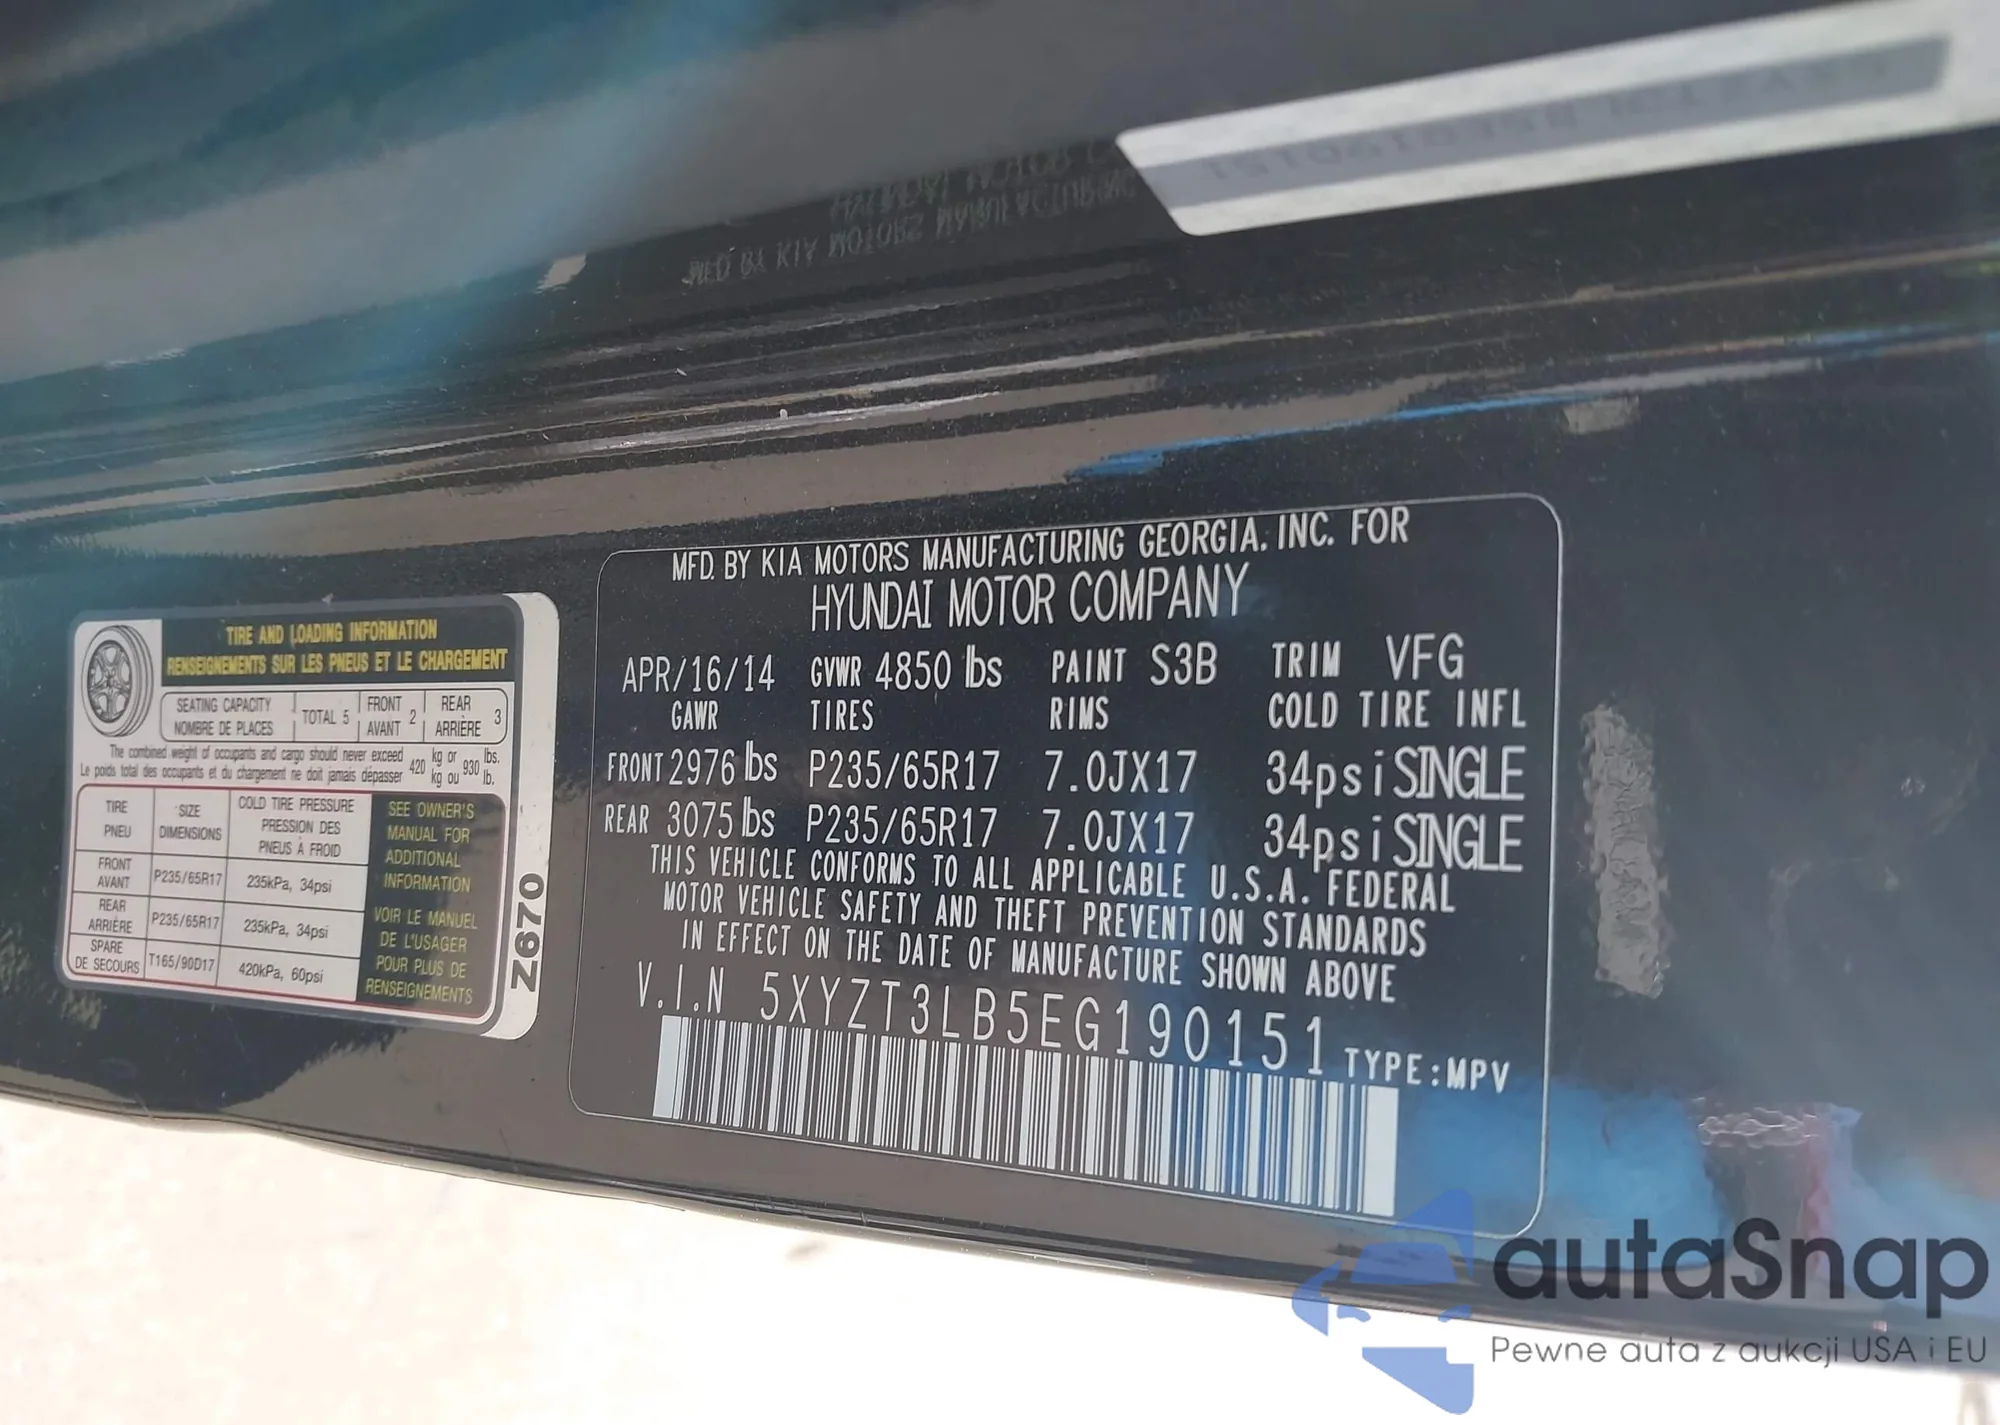 MFD. BY KIA MOTORS MANUFACTURING GEORGIA. INC. FOR
HYUNDAI MOTOR COMPANY
APR/16/14 GVWR 4850 lbs PAINT S3B TRIM VFG
GAWR TIRES RIMS COLD TIRE INFL
FRONT 2976 lbs P235/65R17 7.0JX17 34psi SINGLE
REAR 3075 lbs P235/65R17 7.0JX17 34psi SINGLE
THIS VEHICLE CONFORMS TO ALL APPLICABLE U.S.A. FEDERAL
MOTOR VEHICLE SAFETY AND THEFT PREVENTION STANDARDS
IN EFFECT ON THE DATE OF MANUFACTURE SHOWN ABOVE
V.I.N 5XYZT3LB5EG190151 TYPE:MPV
TIRE AND LOADING INFORMATION
RENSEIGNEMENTS SUR LES PNEUS ET LE CHARGEMENT
SEATING CAPACITY
NOMBRE DE PLACES
TOTAL 5
FRONT
AVANT 2
REAR
ARRIÈRE 3
The combined weight of occupants and cargo should never exceed 420 kg or 930 lbs.
Le poids total des occupants et du chargement ne doit jamais dépasser kg ou lb.
TIRE
PNEU
SIZE
DIMENSIONS
COLD TIRE PRESSURE
PRESSION DES
PNEUS À FROID
FRONT
AVANT
P235/65R17
235kPa, 34psi
REAR
ARRIÈRE
P235/65R17
235kPa, 34psi
SPARE
DE SECOURS
T165/90D17
420kPa, 60psi
SEE OWNER'S
MANUAL FOR
ADDITIONAL
INFORMATION
VOIR LE MANUEL
DE L'USAGER
POUR PLUS DE
RENSEIGNEMENTS
Z670
autaSnap
Pewne auta z aukcji USA i EU